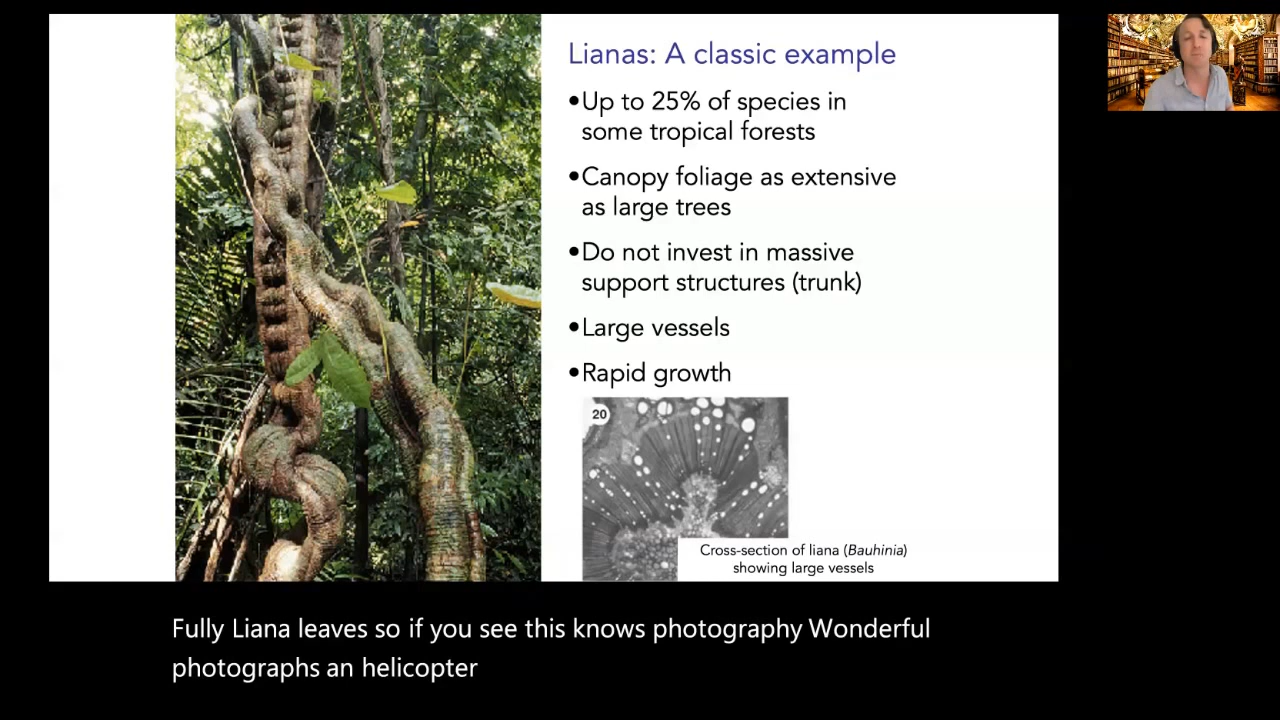 Lianas: A classic example
•Up to 25% of species in
some tropical forests
•Canopy foliage as extensive
as large trees
•Do not invest in massive
support structures (trunk)
•Large vessels
•Rapid growth
20
Cross-section of liana (Bauhinia)
showing large vessels
Fully Liana leaves so if you see this knows photography Wonderful
photographs an helicopter